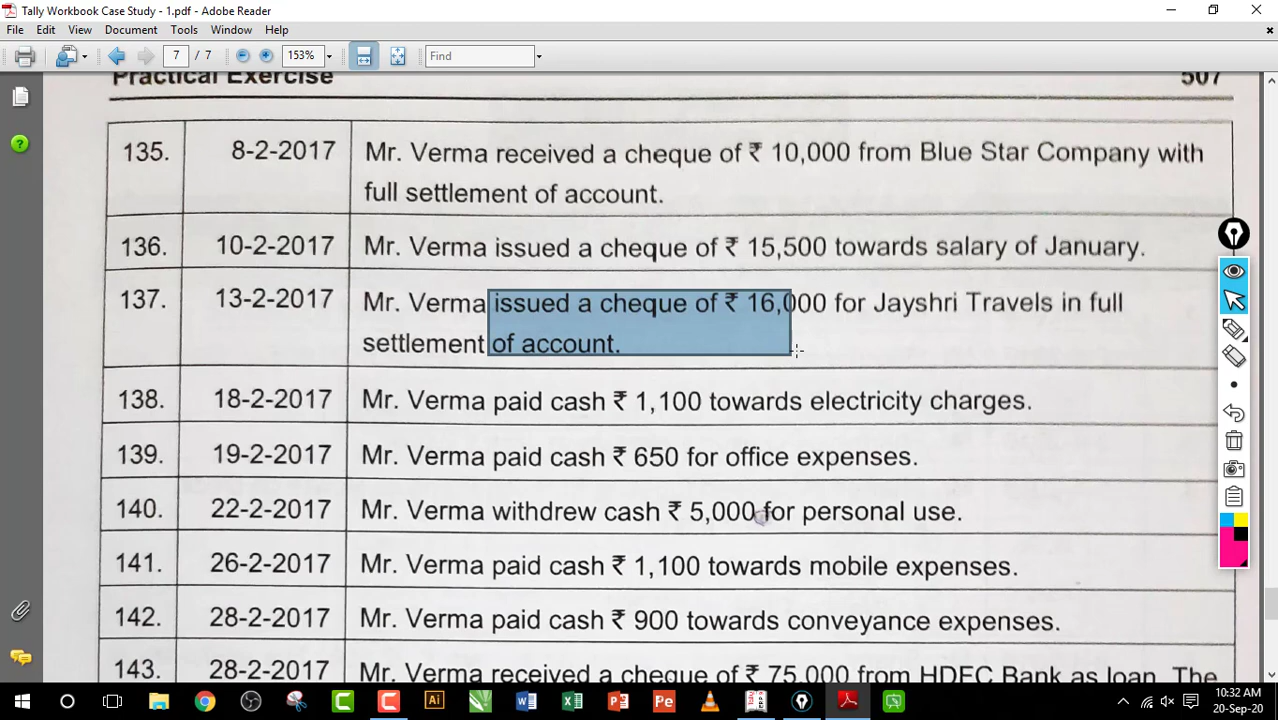 Tally Workbook Case Study - 1.pdf - Adobe Reader
File Edit View Document Tools Window Help
7 / 7 153% Find
Practical Exercise 507
135. 8-2-2017 Mr. Verma received a cheque of ₹ 10,000 from Blue Star Company with
full settlement of account.
136. 10-2-2017 Mr. Verma issued a cheque of ₹ 15,500 towards salary of January.
137. 13-2-2017 Mr. Verma issued a cheque of ₹ 16,000 for Jayshri Travels in full
settlement of account.
138. 18-2-2017 Mr. Verma paid cash ₹ 1,100 towards electricity charges.
139. 19-2-2017 Mr. Verma paid cash ₹ 650 for office expenses.
140. 22-2-2017 Mr. Verma withdrew cash ₹ 5,000 for personal use.
141. 26-2-2017 Mr. Verma paid cash ₹ 1,100 towards mobile expenses.
142. 28-2-2017 Mr. Verma paid cash ₹ 900 towards conveyance expenses.
143. 28-2-2017 Mr. Verma received a cheque of ₹ 75,000 from HDFC Bank as loan. The
Ai Pe
10:32 AM
20-Sep-20